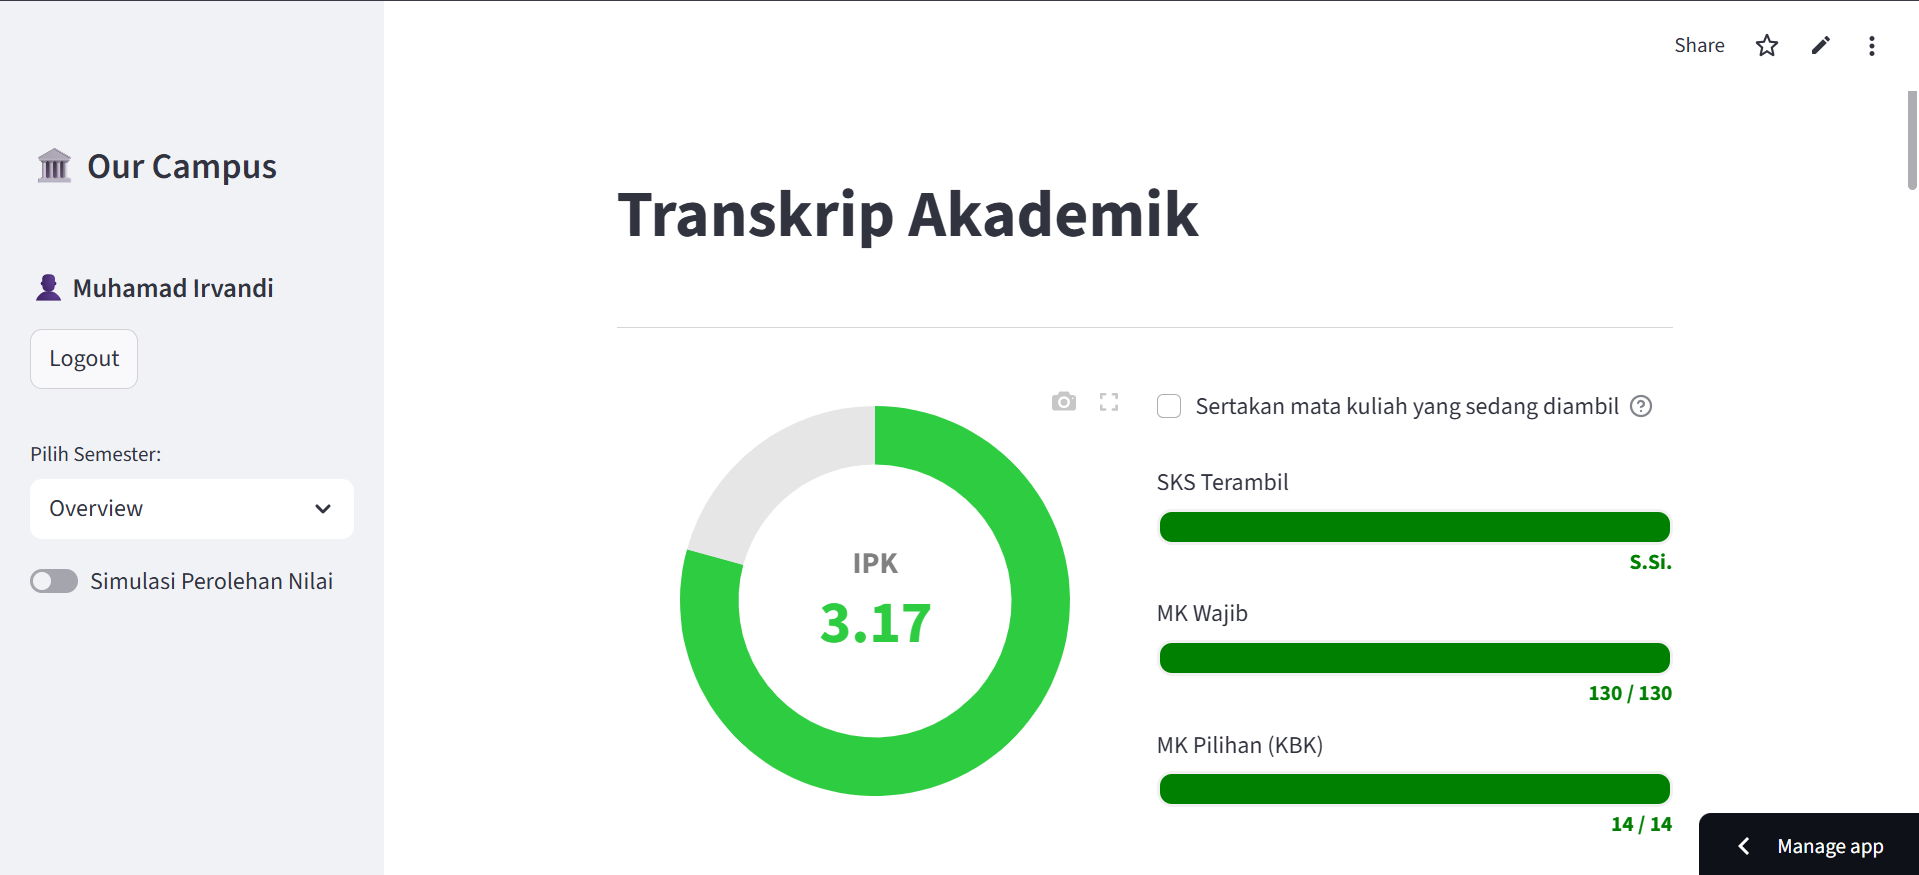 Share
Our Campus
Transkrip Akademik
Muhamad Irvandi
Logout
Pilih Semester:
Overview
Simulasi Perolehan Nilai
IPK
3.17
Sertakan mata kuliah yang sedang diambil
SKS Terambil
S.Si.
MK Wajib
130 / 130
MK Pilihan (KBK)
14 / 14
Manage app